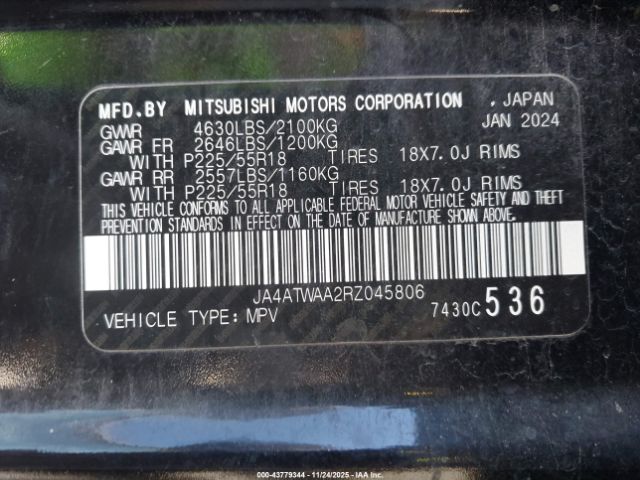 MFD.BY MITSUBISHI MOTORS CORPORATION , JAPAN
GVWR 4630LBS/2100KG JAN 2024
GAWR FR 2646LBS/1200KG
WITH P225/55R18 TIRES 18X7.0J RIMS
GAWR RR 2557LBS/1160KG
WITH P225/55R18 TIRES 18X7.0J RIMS
THIS VEHICLE CONFORMS TO ALL APPLICABLE FEDERAL MOTOR VEHICLE SAFETY AND THEFT
PREVENTION STANDARDS IN EFFECT ON THE DATE OF MANUFACTURE SHOWN ABOVE.
JA4ATWAA2RZ045806
VEHICLE TYPE: MPV 7430C 536
000-43779344 - 11/24/2025 - IAA Inc.